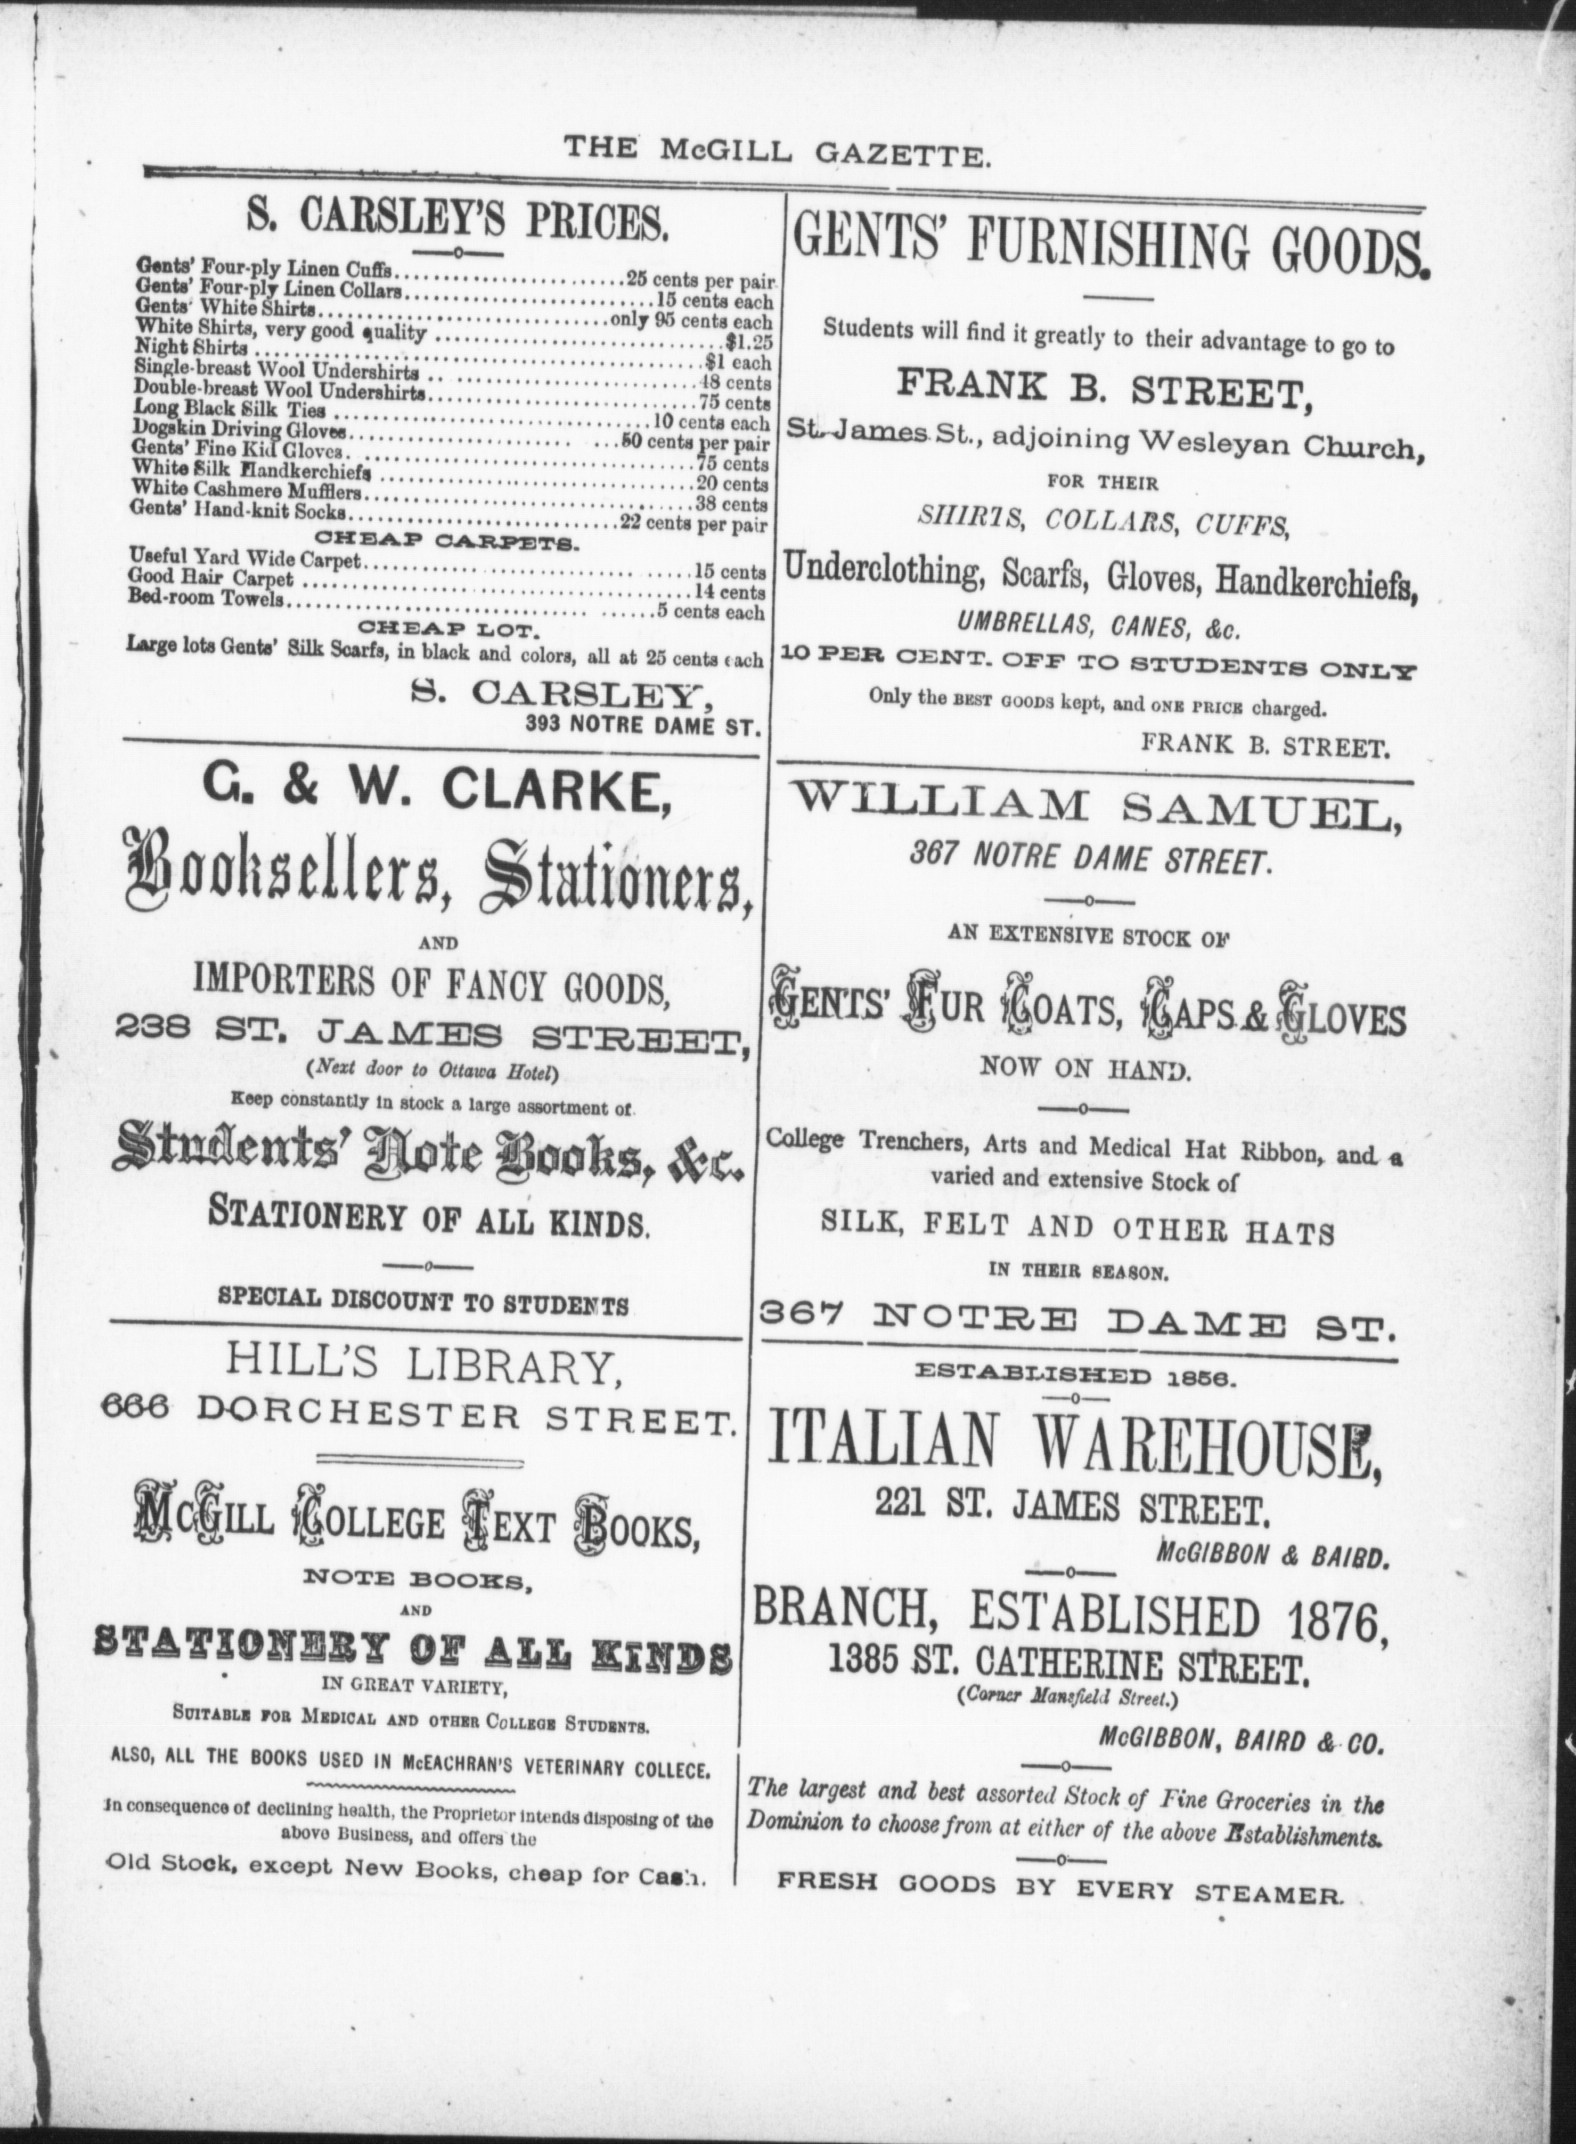 THE McGILL GAZETTE.
S. CARSLEY'S PRICES.
Gents' Four-ply Linen Cuffs......................25 cents per pair
Gents' Four-ply Linen Collars.........................15 cents each
Gents' White Shirts..............................only 95 cents each
White Shirts, very good quality .............................$1.25
Night Shirts ..............................................$1 each
Single-breast Wool Undershirts .. .........................48 cents
Double-breast Wool Undershirts.............................75 cents
Long Black Silk Ties ..................................10 cents each
Dogskin Driving Gloves....................... ...50 cents per pair
Gents' Fine Kid Gloves. ...................................75 cents
White Silk Handkerchiefs ..................................20 cents
White Cashmere Mufflers....................................38 cents
Gents' Hand-knit Socks............................22 cents per pair
CHEAP CARPETS.
Useful Yard Wide Carpet............................ .....15 cents
Good Hair Carpet ........................................14 cents
Bed-room Towels............................... ......5 cents each
CHEAP LOT.
Large lots Gents' Silk Scarfs, in black and colors, all at 25 cents each
S. CARSLEY,
393 NOTRE DAME ST.
G. & W. CLARKE,
Booksellers, Stationers,
AND
IMPORTERS OF FANCY GOODS,
238 ST. JAMES STREET,
(Next door to Ottawa Hotel)
Keep constantly in stock a large assortment of
Students' Note Books, &c.
STATIONERY OF ALL KINDS.
SPECIAL DISCOUNT TO STUDENTS
HILL'S LIBRARY,
666 DORCHESTER STREET.
MCGILL COLLEGE TEXT BOOKS,
NOTE BOOKS,
AND
STATIONERY OF ALL KINDS
IN GREAT VARIETY,
SUITABLE FOR MEDICAL AND OTHER COLLEGE STUDENTS.
ALSO, ALL THE BOOKS USED IN McEACHRAN'S VETERINARY COLLEGE.
In consequence of declining health, the Proprietor intends disposing of the
above Business, and offers the
Old Stock, except New Books, cheap for Cash.
GENTS' FURNISHING GOODS.
Students will find it greatly to their advantage to go to
FRANK B. STREET,
St. James St., adjoining Wesleyan Church,
FOR THEIR
SHIRTS, COLLARS, CUFFS,
Underclothing, Scarfs, Gloves, Handkerchiefs,
UMBRELLAS, CANES, &c.
10 PER CENT. OFF TO STUDENTS ONLY
Only the BEST GOODS kept, and ONE PRICE charged.
FRANK B. STREET.
WILLIAM SAMUEL,
367 NOTRE DAME STREET.
AN EXTENSIVE STOCK OF
GENTS' FUR COATS, CAPS & GLOVES
NOW ON HAND.
College Trenchers, Arts and Medical Hat Ribbon, and a
varied and extensive Stock of
SILK, FELT AND OTHER HATS
IN THEIR SEASON.
367 NOTRE DAME ST.
ESTABLISHED 1856.
ITALIAN WAREHOUSE,
221 ST. JAMES STREET.
McGIBBON & BAIRD.
BRANCH, ESTABLISHED 1876,
1385 ST. CATHERINE STREET.
(Corner Mansfield Street.)
McGIBBON, BAIRD & CO.
The largest and best assorted Stock of Fine Groceries in the
Dominion to choose from at either of the above Establishments.
FRESH GOODS BY EVERY STEAMER.